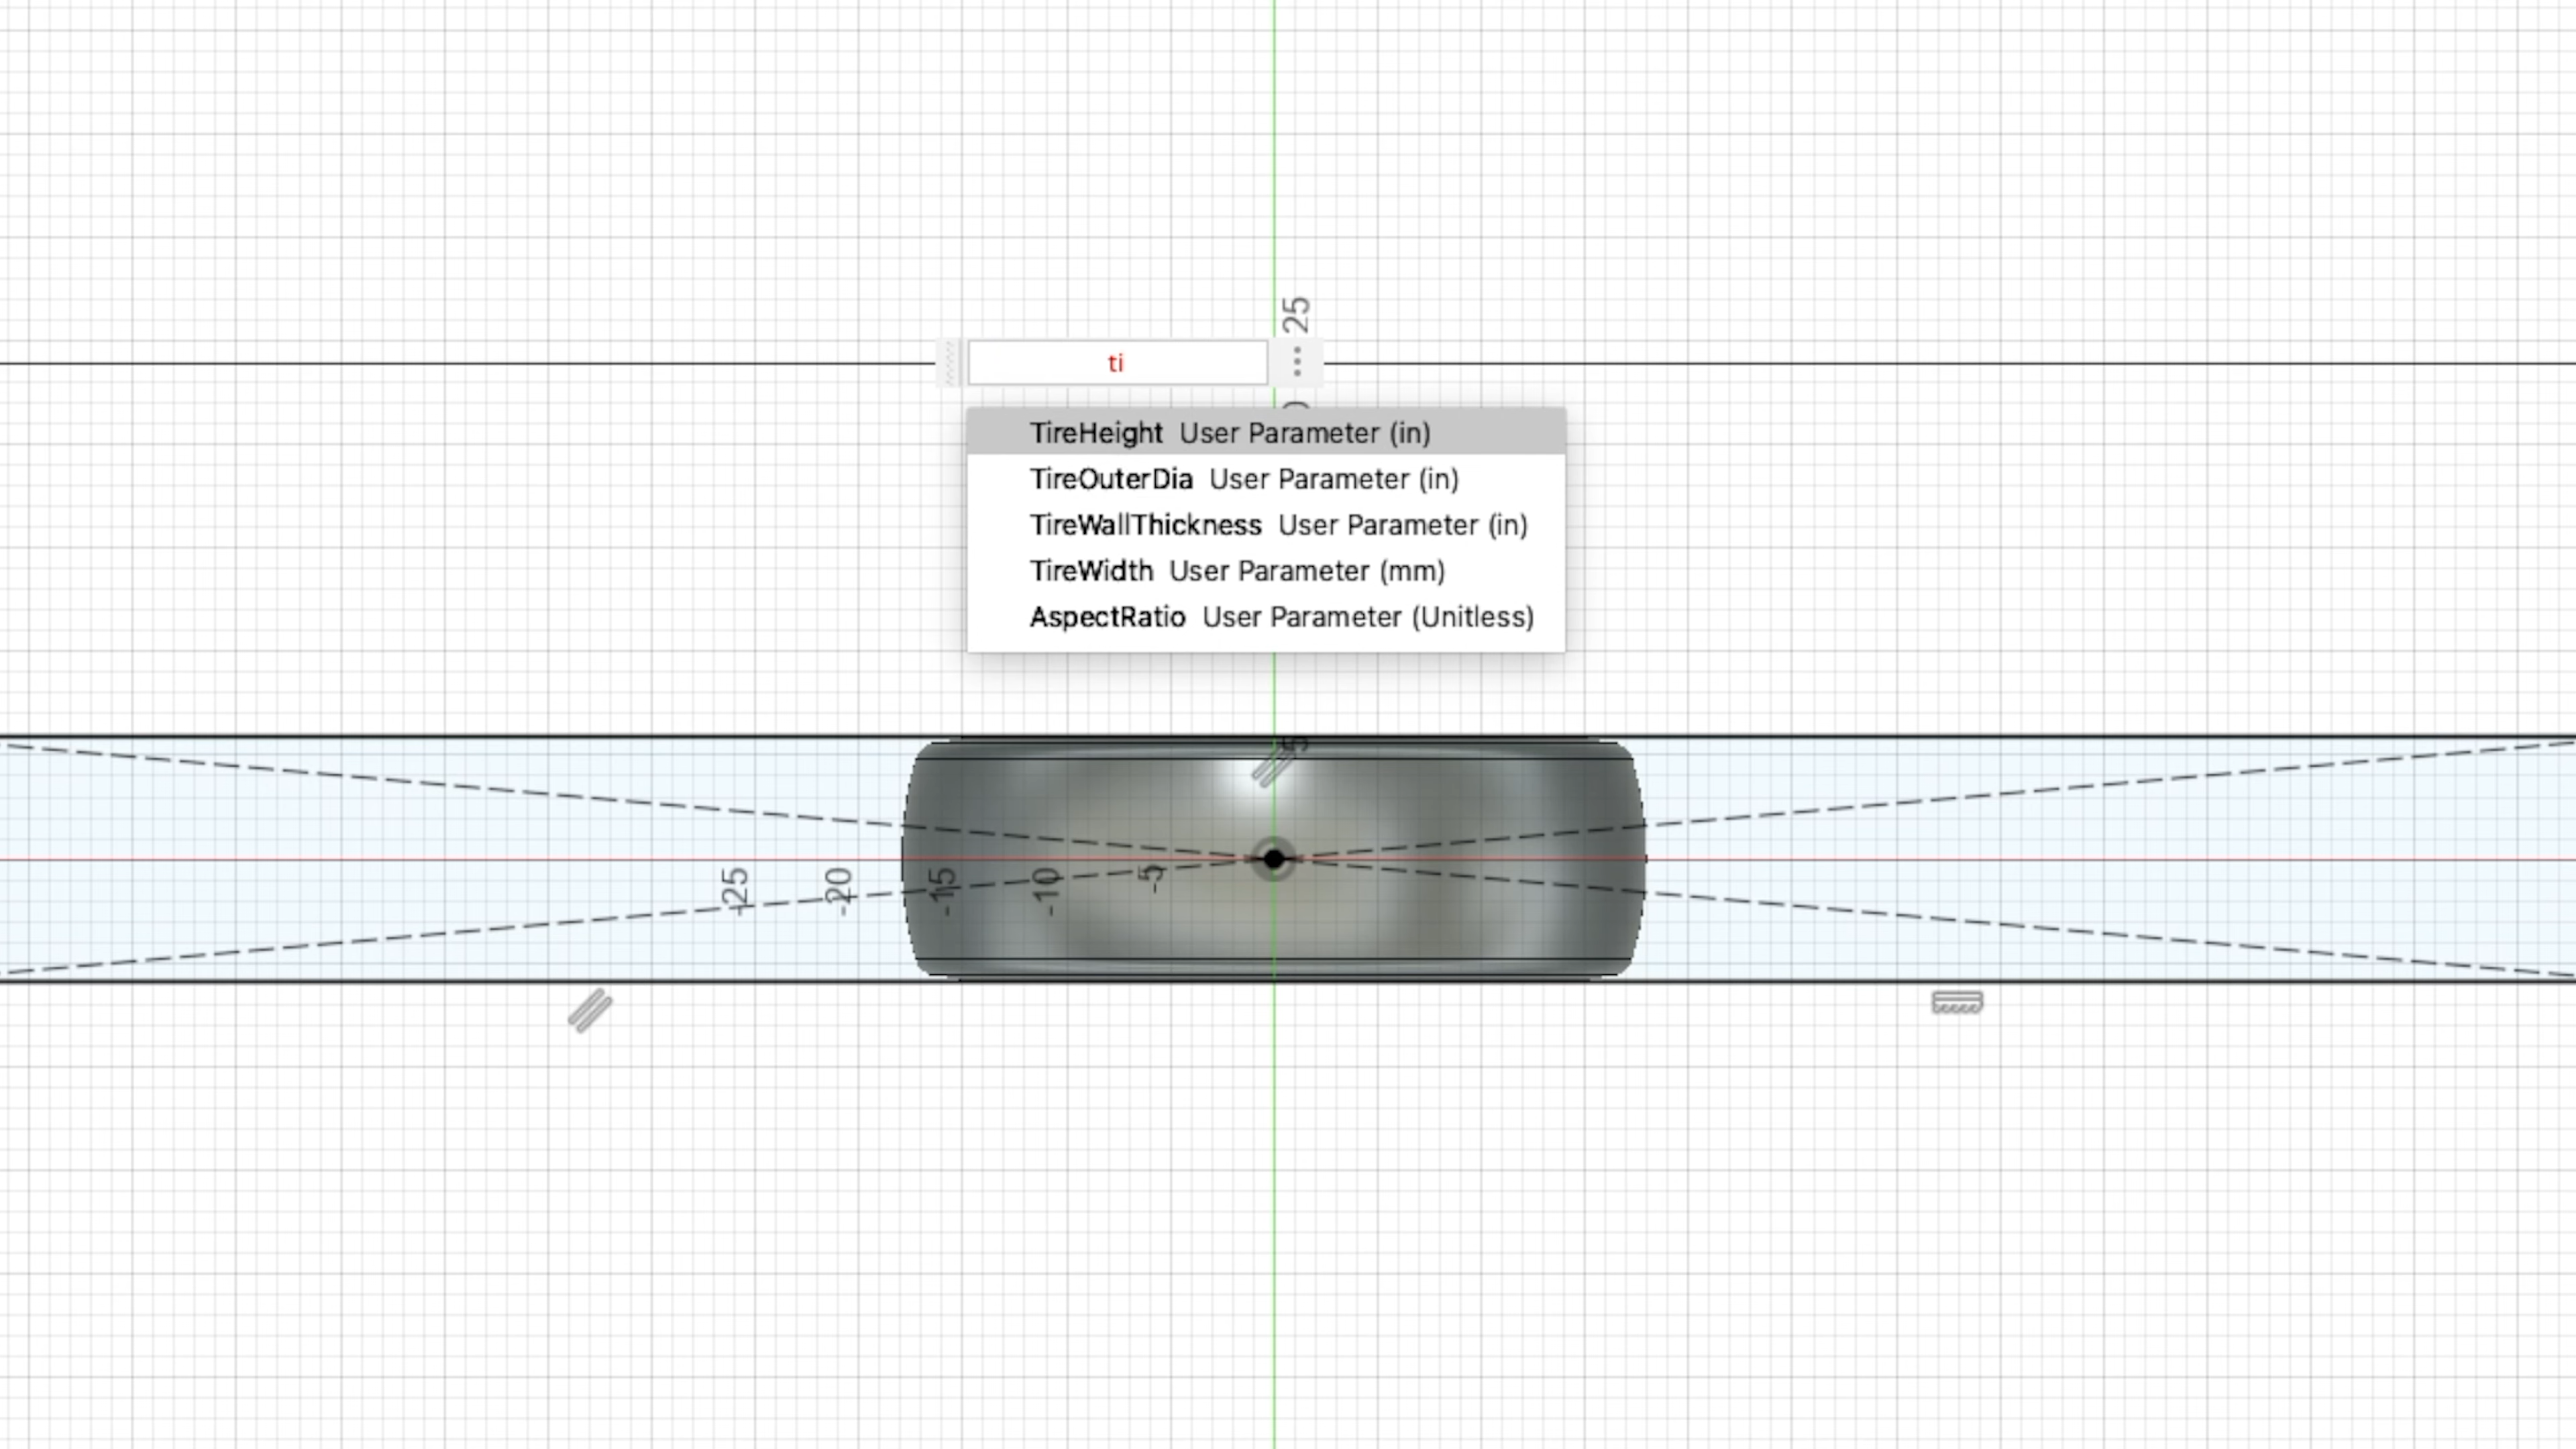 25
ti
TireHeight User Parameter (in)
TireOuterDia User Parameter (in)
TireWallThickness User Parameter (in)
TireWidth User Parameter (mm)
AspectRatio User Parameter (Unitless)
5
-25
-20
-15
-10
-5